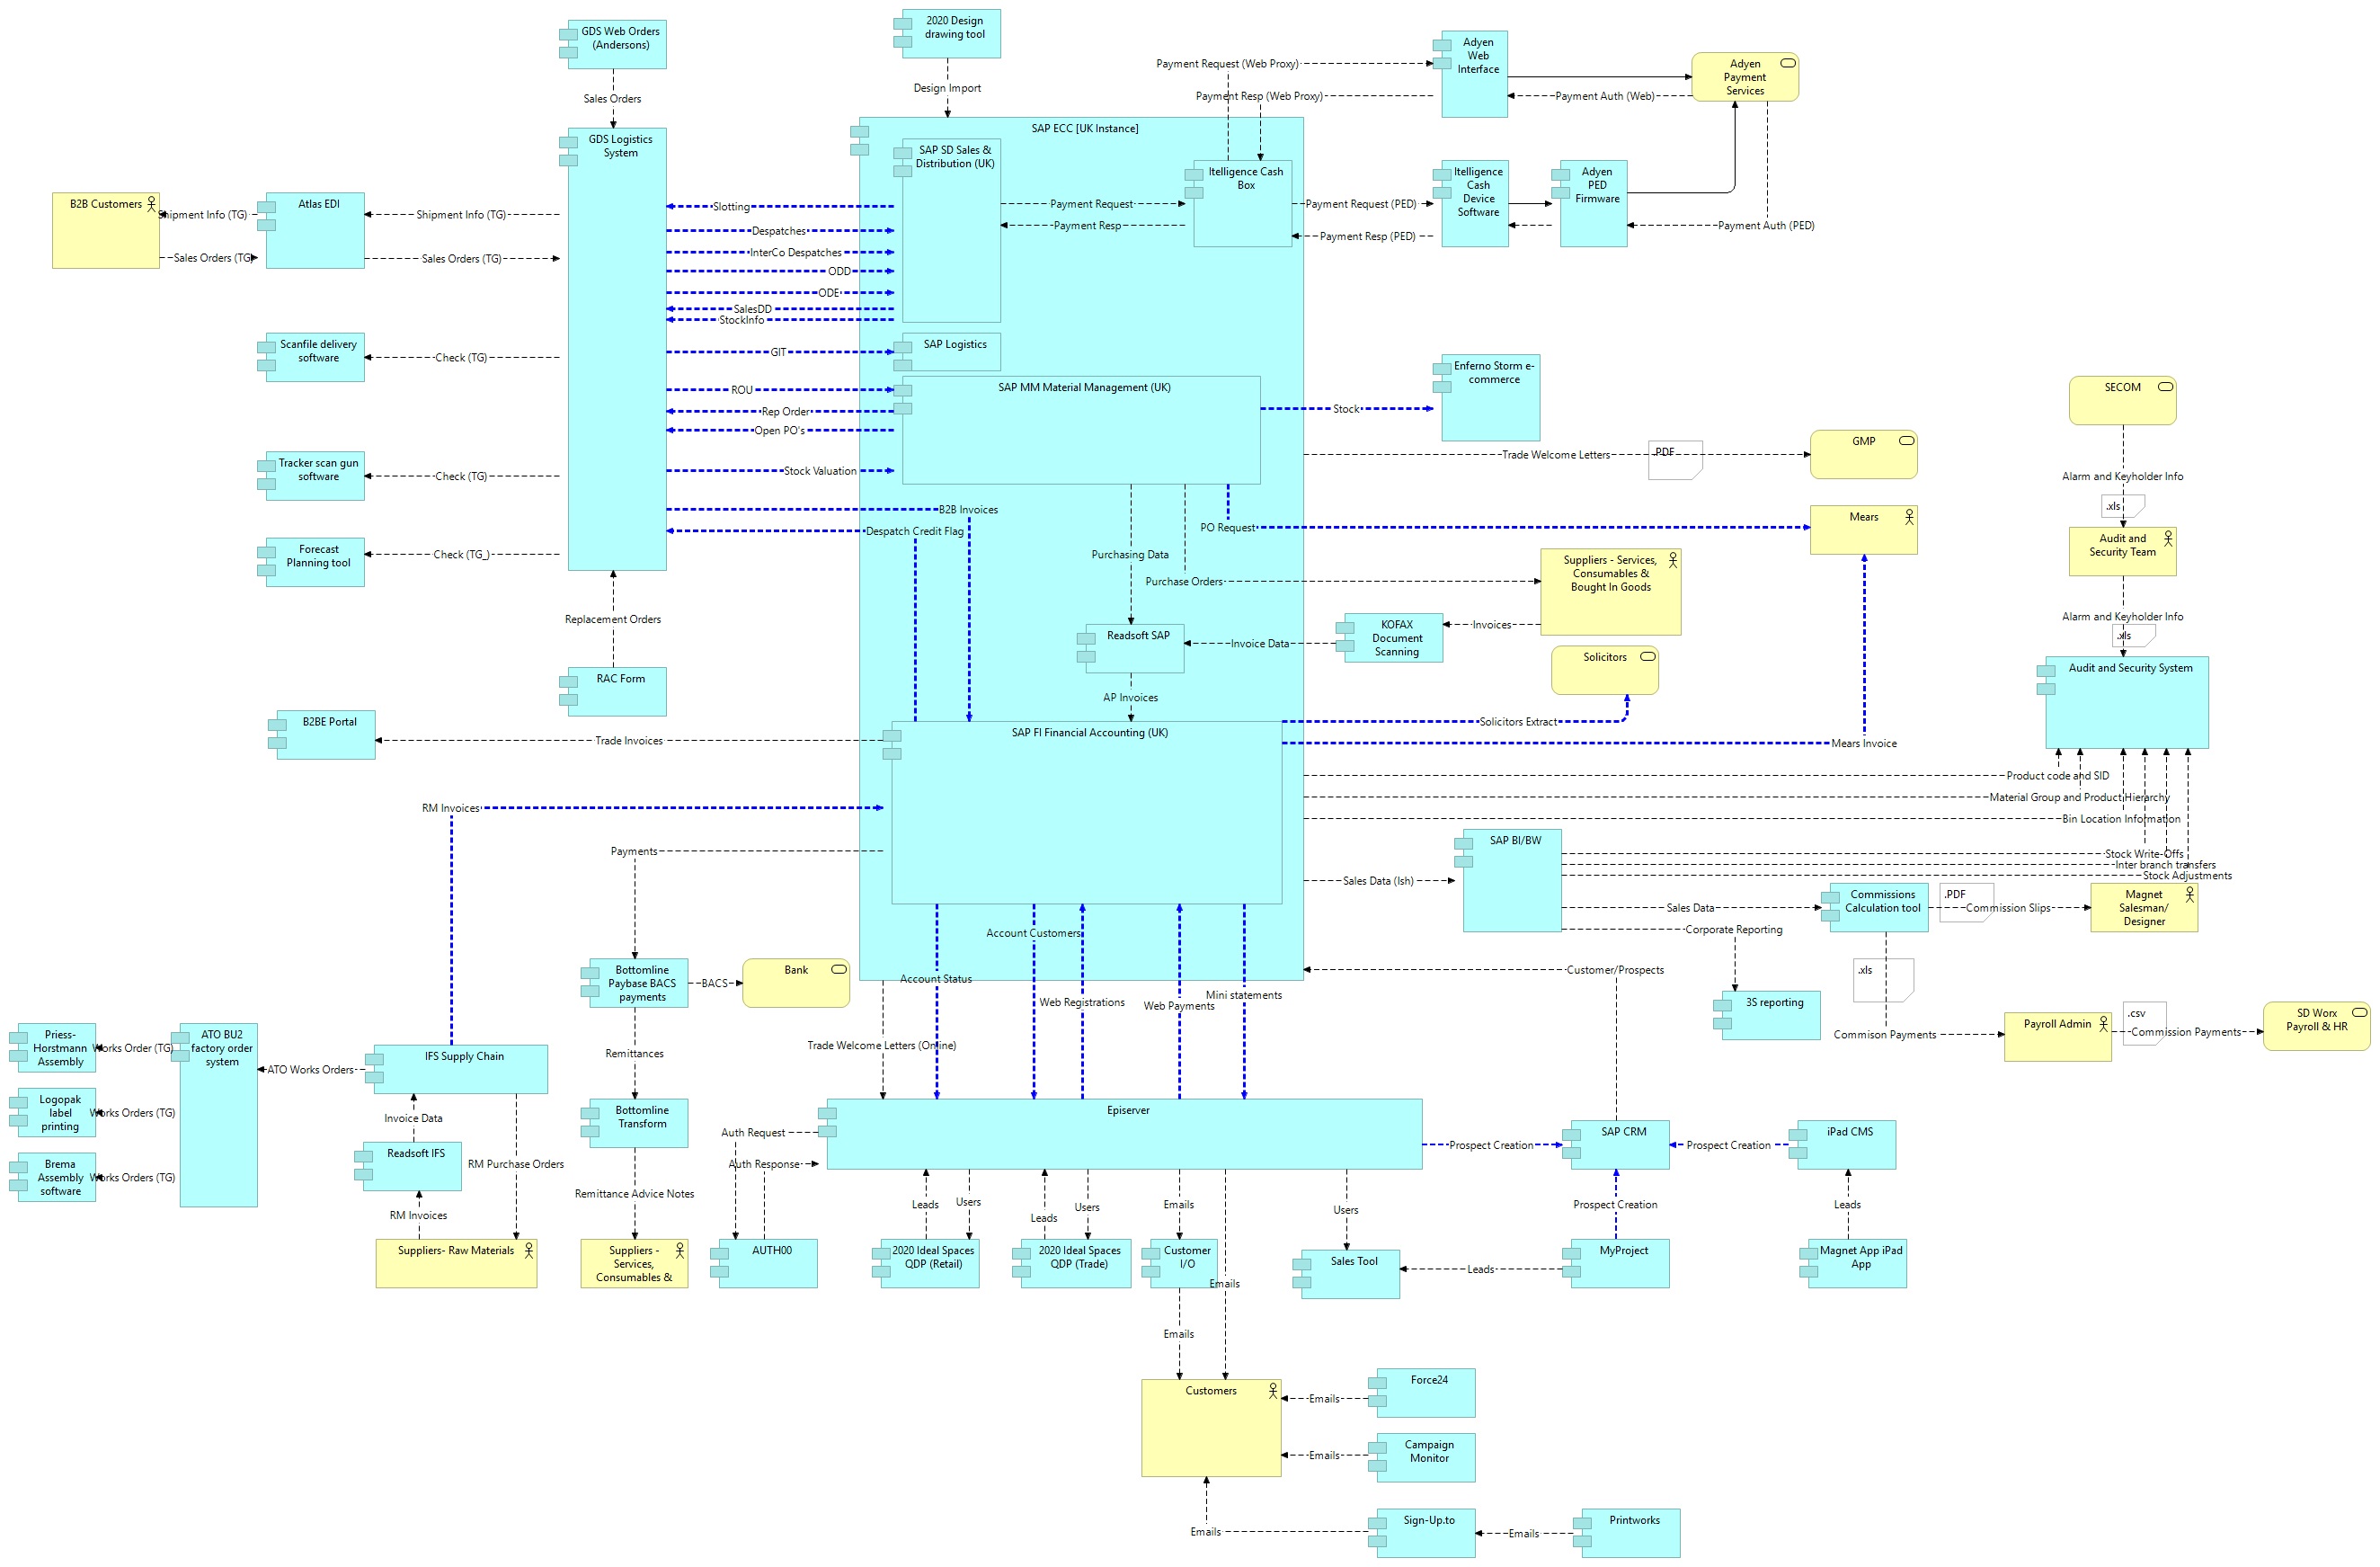 GDS Web Orders
(Andersons)
2020 Design
drawing tool
Adyen
Web
Interface
Adyen
Payment
Services
Payment Request (Web Proxy)
Payment Resp (Web Proxy)
Payment Auth (Web)
Sales Orders
Design Import
GDS Logistics
System
SAP ECC [UK Instance]
SAP SD Sales &
Distribution (UK)
Itelligence Cash
Box
Itelligence
Cash
Device
Software
Adyen
PED
Firmware
B2B Customers
Shipment Info (TG)
Atlas EDI
Shipment Info (TG)
Sales Orders (TG)
Sales Orders (TG)
Slotting
Despatches
InterCo Despatches
ODD
ODE
SalesDD
StockInfo
Payment Request
Payment Resp
Payment Request (PED)
Payment Resp (PED)
Payment Auth (PED)
Scanfile delivery
software
Check (TG)
GIT
SAP Logistics
ROU
Rep Order
Open PO's
Stock Valuation
SAP MM Material Management (UK)
Stock
Enferno Storm e-
commerce
SECOM
Trade Welcome Letters
.PDF
GMP
Tracker scan gun
software
Check (TG)
Alarm and Keyholder Info
.xls
B2B Invoices
Despatch Credit Flag
PO Request
Mears
Audit and
Security Team
Forecast
Planning tool
Check (TG_)
Purchasing Data
Purchase Orders
Suppliers - Services,
Consumables &
Bought In Goods
Replacement Orders
Readsoft SAP
Invoice Data
KOFAX
Document
Scanning
Invoices
Alarm and Keyholder Info
.xls
Solicitors
Audit and Security System
RAC Form
AP Invoices
B2BE Portal
Trade Invoices
SAP FI Financial Accounting (UK)
Solicitors Extract
Mears Invoice
Product code and SID
Material Group and Product Hierarchy
Bin Location Information
RM Invoices
Payments
SAP BI/BW
Stock Write-Offs
Inter branch transfers
Stock Adjustments
Sales Data (Ish)
Sales Data
Commissions
Calculation tool
.PDF
Commission Slips
Magnet
Salesman/
Designer
Corporate Reporting
Account Customers
Account Status
Web Registrations
Web Payments
Mini statements
Customer/Prospects
Bottomline
Paybase BACS
payments
BACS
Bank
.xls
3S reporting
Commison Payments
Payroll Admin
.csv
Commission Payments
SD Worx
Payroll & HR
Priess-
Horstmann
Assembly
Works Order (TG)
ATO BU2
factory order
system
ATO Works Orders
IFS Supply Chain
Remittances
Trade Welcome Letters (Online)
Logopak
label
printing
Works Orders (TG)
Invoice Data
Bottomline
Transform
Episerver
Auth Request
Auth Response
Prospect Creation
SAP CRM
Prospect Creation
iPad CMS
Brema
Assembly
software
Works Orders (TG)
Readsoft IFS
RM Purchase Orders
RM Invoices
Remittance Advice Notes
Leads
Users
Leads
Users
Emails
Users
Prospect Creation
Leads
Suppliers- Raw Materials
Suppliers -
Services,
Consumables &
AUTH00
2020 Ideal Spaces
QDP (Retail)
2020 Ideal Spaces
QDP (Trade)
Customer
I/O
Emails
Sales Tool
Leads
MyProject
Magnet App iPad
App
Emails
Customers
Emails
Force24
Emails
Campaign
Monitor
Emails
Sign-Up.to
Emails
Printworks